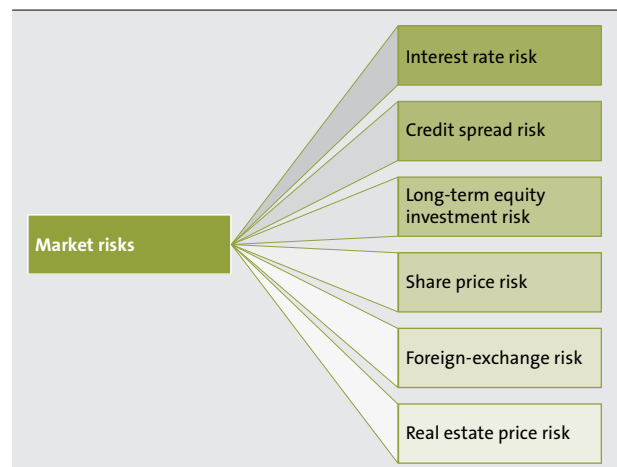 Market risks
Interest rate risk
Credit spread risk
Long-term equity
investment risk
Share price risk
Foreign-exchange risk
Real estate price risk